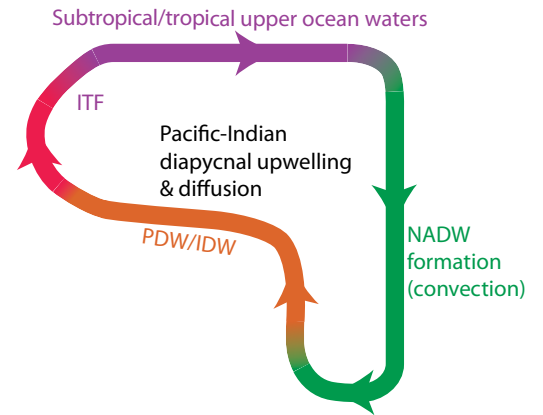 Subtropical/tropical upper ocean waters
ITF
Pacific-Indian
diapycnal upwelling
& diffusion
PDW/IDW
NADW
formation
(convection)